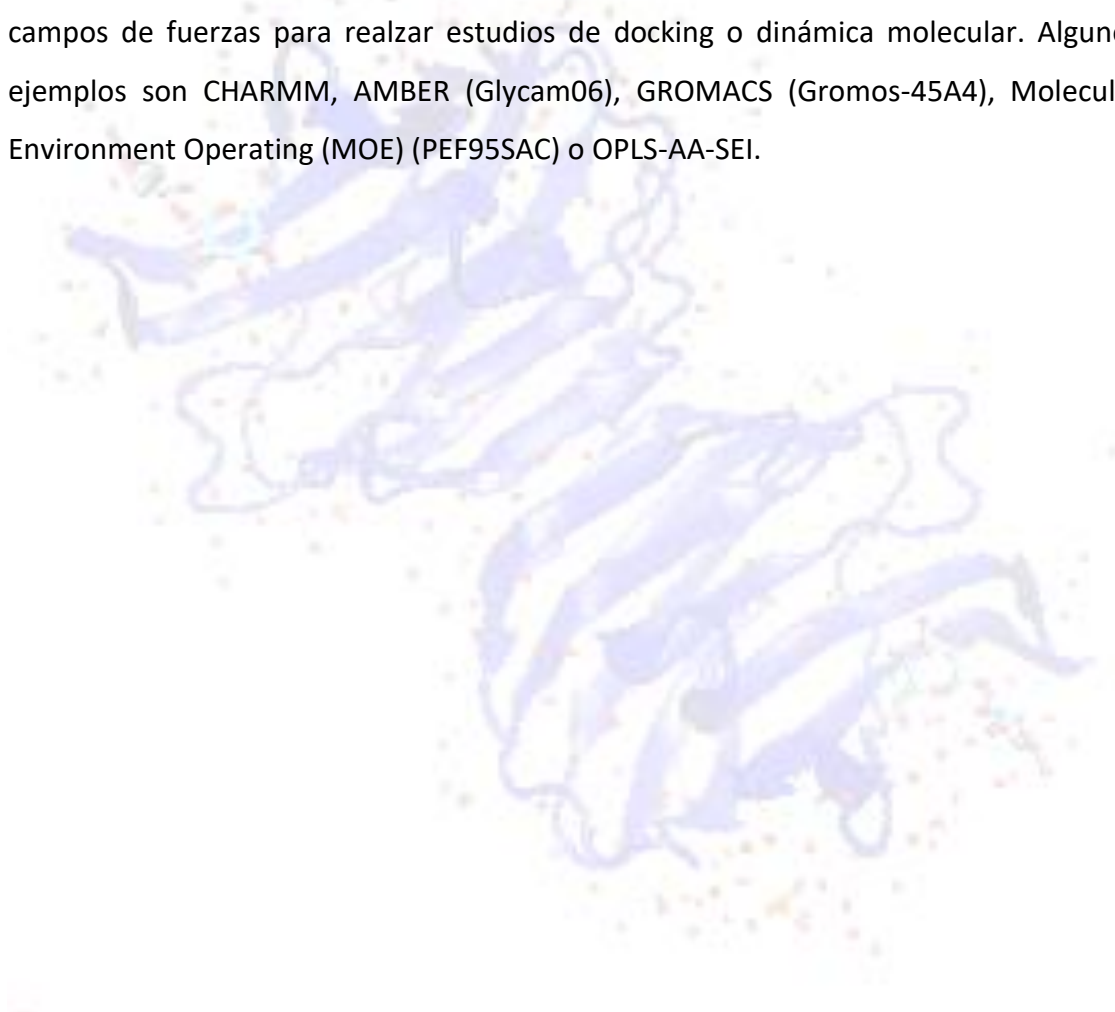 campos de fuerzas para realzar estudios de docking o dinámica molecular. Algun
ejemplos son CHARMM, AMBER (Glycam06), GROMACS (Gromos-45A4), Molecul
Environment Operating (MOE) (PEF95SAC) o OPLS-AA-SEI.